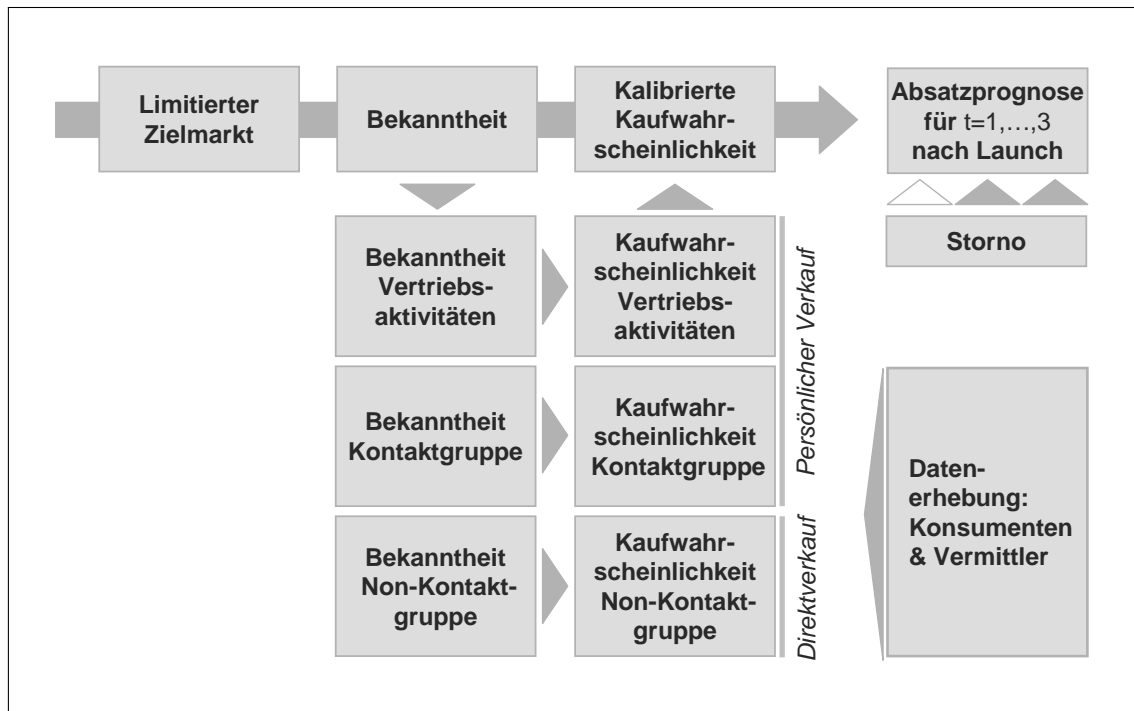 Limitierter
Zielmarkt
Bekanntheit
Kalibrierte
Kaufwahr-
scheinlichkeit
Absatzprognose
für t=1,…,3
nach Launch
Storno
Bekanntheit
Vertriebs-
aktivitäten
Kaufwahr-
scheinlichkeit
Vertriebs-
aktivitäten
Bekanntheit
Kontaktgruppe
Kaufwahr-
scheinlichkeit
Kontaktgruppe
Persönlicher Verkauf
Bekanntheit
Non-Kontakt-
gruppe
Kaufwahr-
scheinlichkeit
Non-Kontakt-
gruppe
Direktverkauf
Daten-
erhebung:
Konsumenten
& Vermittler